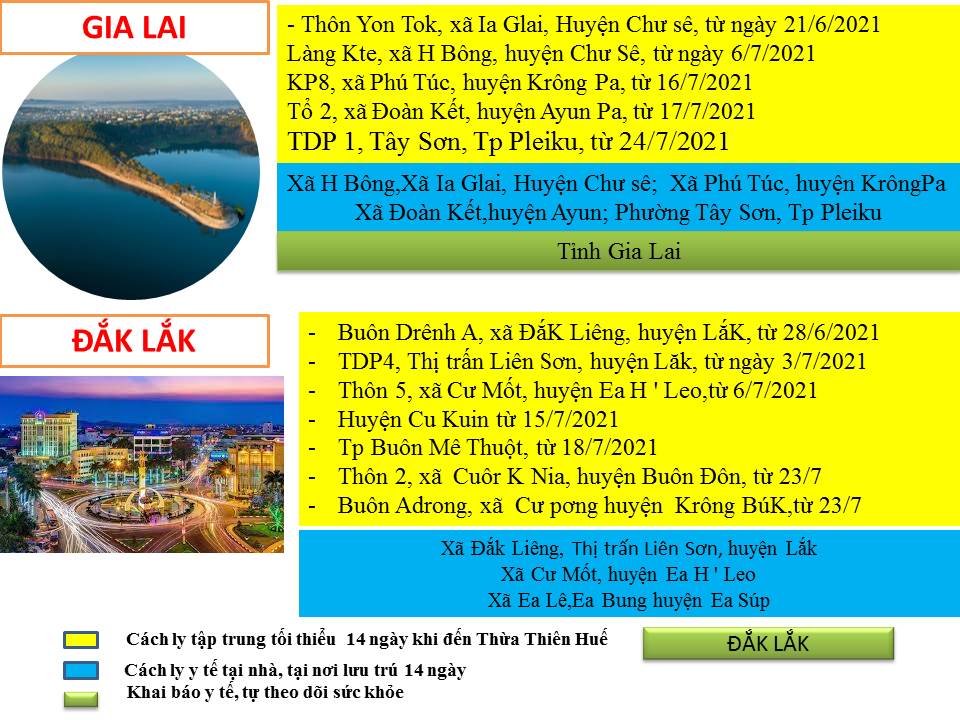 GIA LAI
- Thôn Yon Tok, xã Ia Glai, Huyện Chư sê, từ ngày 21/6/2021
Làng Kte, xã H Bông, huyện Chư Sê, từ ngày 6/7/2021
KP8, xã Phú Túc, huyện Krông Pa, từ 16/7/2021
Tổ 2, xã Đoàn Kết, huyện Ayun Pa, từ 17/7/2021
TDP 1, Tây Sơn, Tp Pleiku, từ 24/7/2021
Xã H Bông,Xã Ia Glai, Huyện Chư sê; Xã Phú Túc, huyện KrôngPa
Xã Đoàn Kết,huyện Ayun; Phường Tây Sơn, Tp Pleiku
Tỉnh Gia Lai
ĐẮK LẮK
- Buôn Drênh A, xã ĐắK Liêng, huyện LắK, từ 28/6/2021
- TDP4, Thị trấn Liên Sơn, huyện Lăk, từ ngày 3/7/2021
- Thôn 5, xã Cư Mốt, huyện Ea H ' Leo,từ 6/7/2021
- Huyện Cu Kuin từ 15/7/2021
- Tp Buôn Mê Thuột, từ 18/7/2021
- Thôn 2, xã Cuôr K Nia, huyện Buôn Đôn, từ 23/7
- Buôn Adrong, xã Cư pơng huyện Krông BúK,từ 23/7
Xã Đắk Liêng, Thị trấn Liên Sơn, huyện Lắk
Xã Cư Mốt, huyện Ea H ' Leo
Xã Ea Lê,Ea Bung huyện Ea Súp
Cách ly tập trung tối thiểu 14 ngày khi đến Thừa Thiên Huế
ĐẮK LẮK
Cách ly y tế tại nhà, tại nơi lưu trú 14 ngày
Khai báo y tế, tự theo dõi sức khỏe